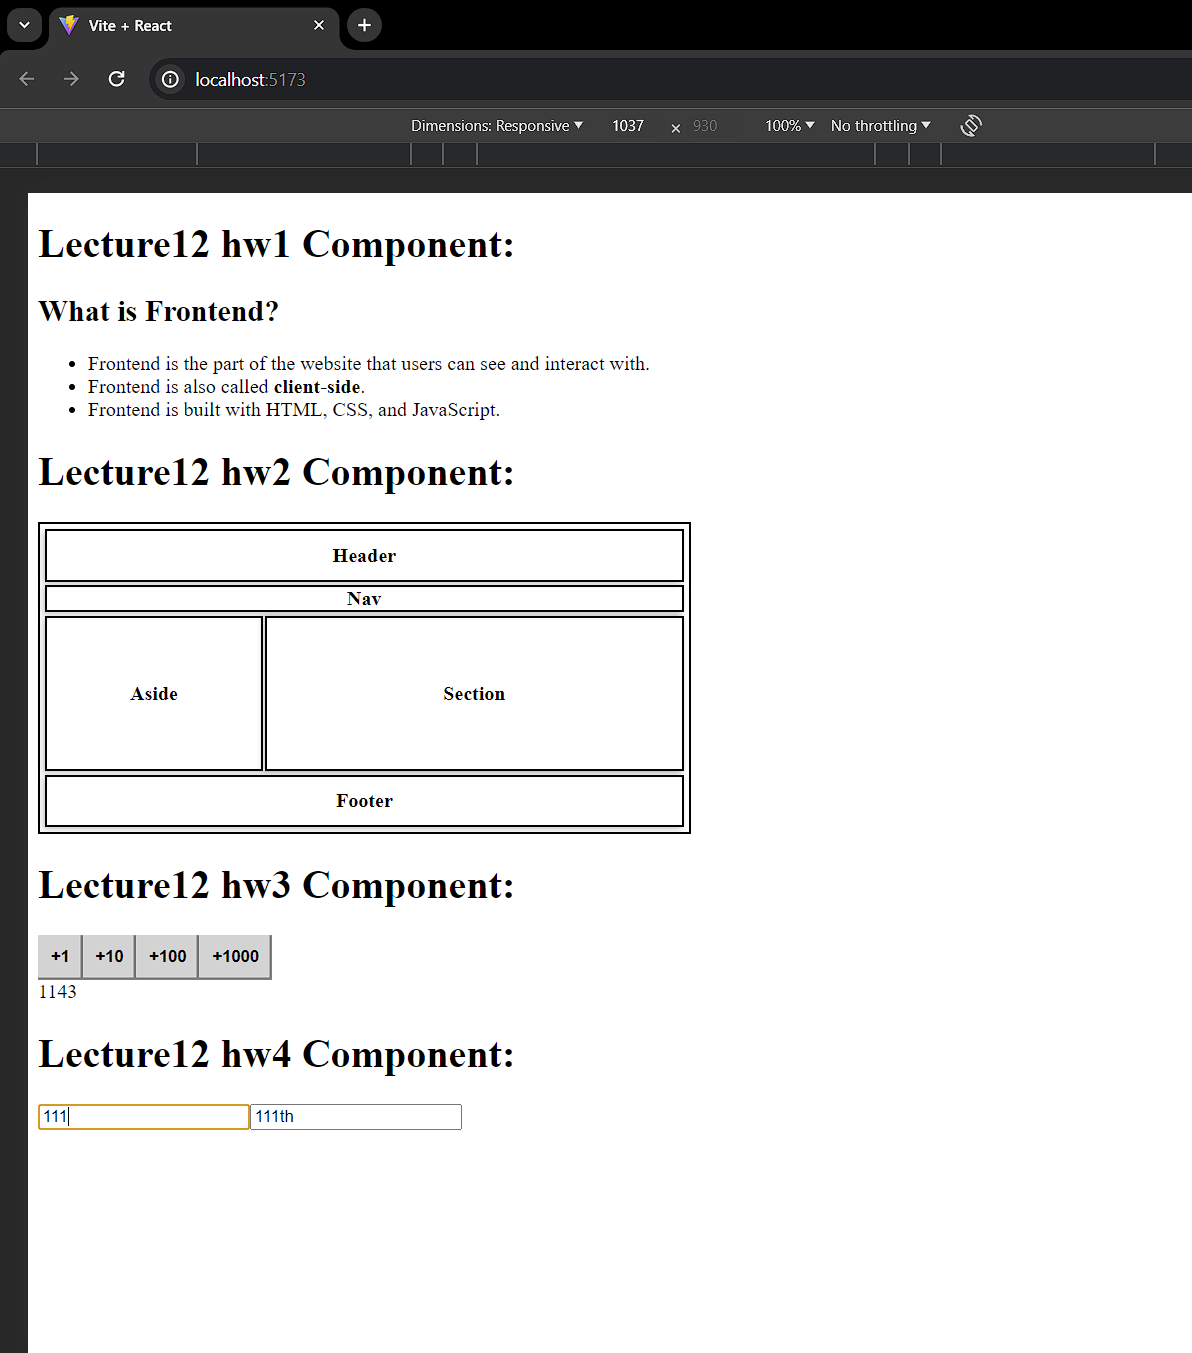 Vite + React
localhost:5173
Dimensions: Responsive 1037 × 930 100% No throttling
Lecture12 hw1 Component:
What is Frontend?
Frontend is the part of the website that users can see and interact with.
Frontend is also called client-side.
Frontend is built with HTML, CSS, and JavaScript.
Lecture12 hw2 Component:
Header
Nav
Aside Section
Footer
Lecture12 hw3 Component:
+1 +10 +100 +1000
1143
Lecture12 hw4 Component:
111 111th